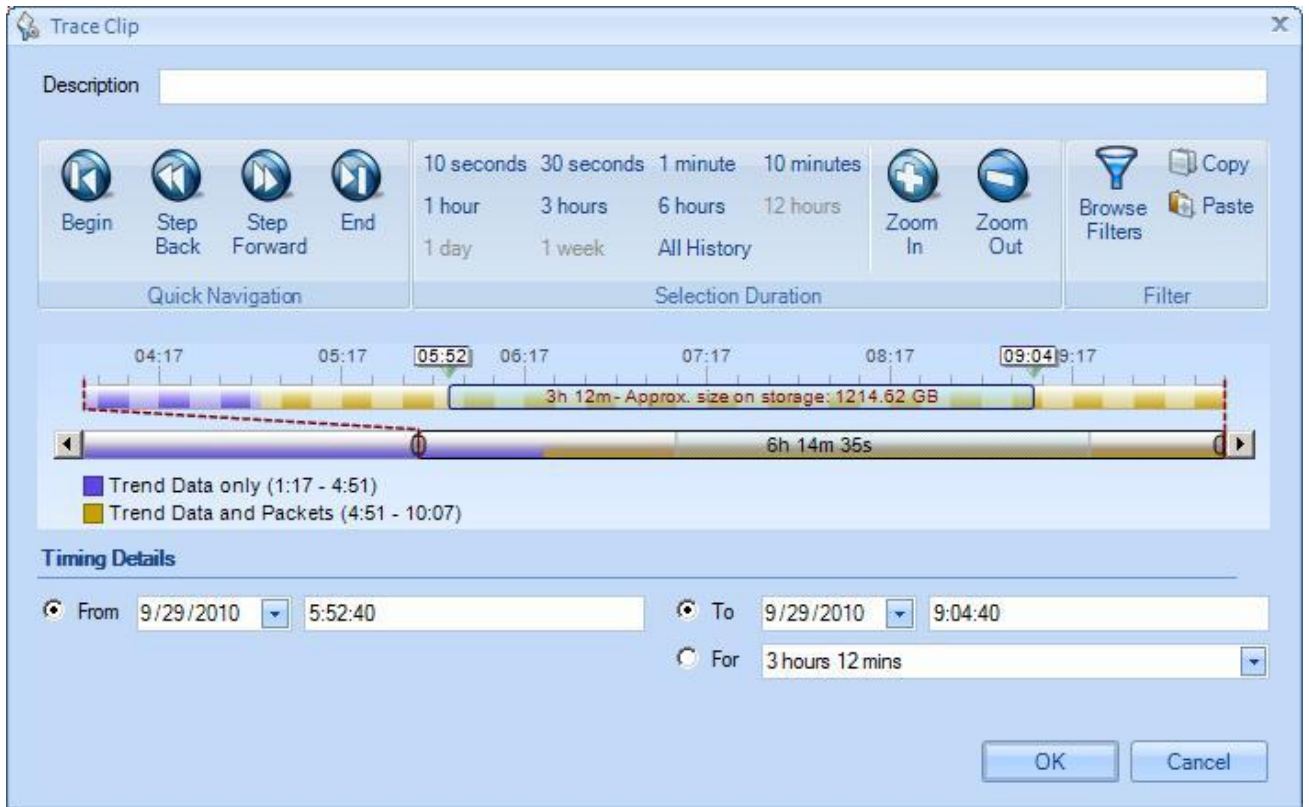 Trace Clip
Description
Begin
Step Back
Step Forward
End
Quick Navigation
10 seconds 30 seconds 1 minute 10 minutes
1 hour 3 hours 6 hours 12 hours
1 day 1 week All History
Zoom In
Zoom Out
Selection Duration
Browse Filters
Copy
Paste
Filter
04:17 05:17 05:52 06:17 07:17 08:17 09:04 9:17
3h 12m- Approx. size on storage: 1214.62 GB
6h 14m 35s
Trend Data only (1:17 - 4:51)
Trend Data and Packets (4:51 - 10:07)
Timing Details
From 9/29/2010 5:52:40
To 9/29/2010 9:04:40
For 3 hours 12 mins
OK Cancel